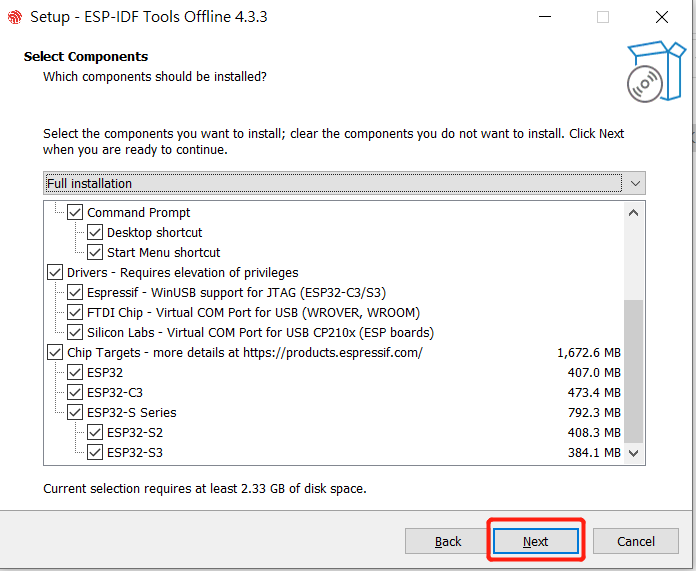 Setup - ESP-IDF Tools Offline 4.3.3
Select Components
Which components should be installed?
Select the components you want to install; clear the components you do not want to install. Click Next
when you are ready to continue.
Full installation
Command Prompt
Desktop shortcut
Start Menu shortcut
Drivers - Requires elevation of privileges
Espressif - WinUSB support for JTAG (ESP32-C3/S3)
FTDI Chip - Virtual COM Port for USB (WROVER, WROOM)
Silicon Labs - Virtual COM Port for USB CP210x (ESP boards)
Chip Targets - more details at https://products.espressif.com/ 1,672.6 MB
ESP32 407.0 MB
ESP32-C3 473.4 MB
ESP32-S Series 792.3 MB
ESP32-S2 408.3 MB
ESP32-S3 384.1 MB
Current selection requires at least 2.33 GB of disk space.
Back Next Cancel